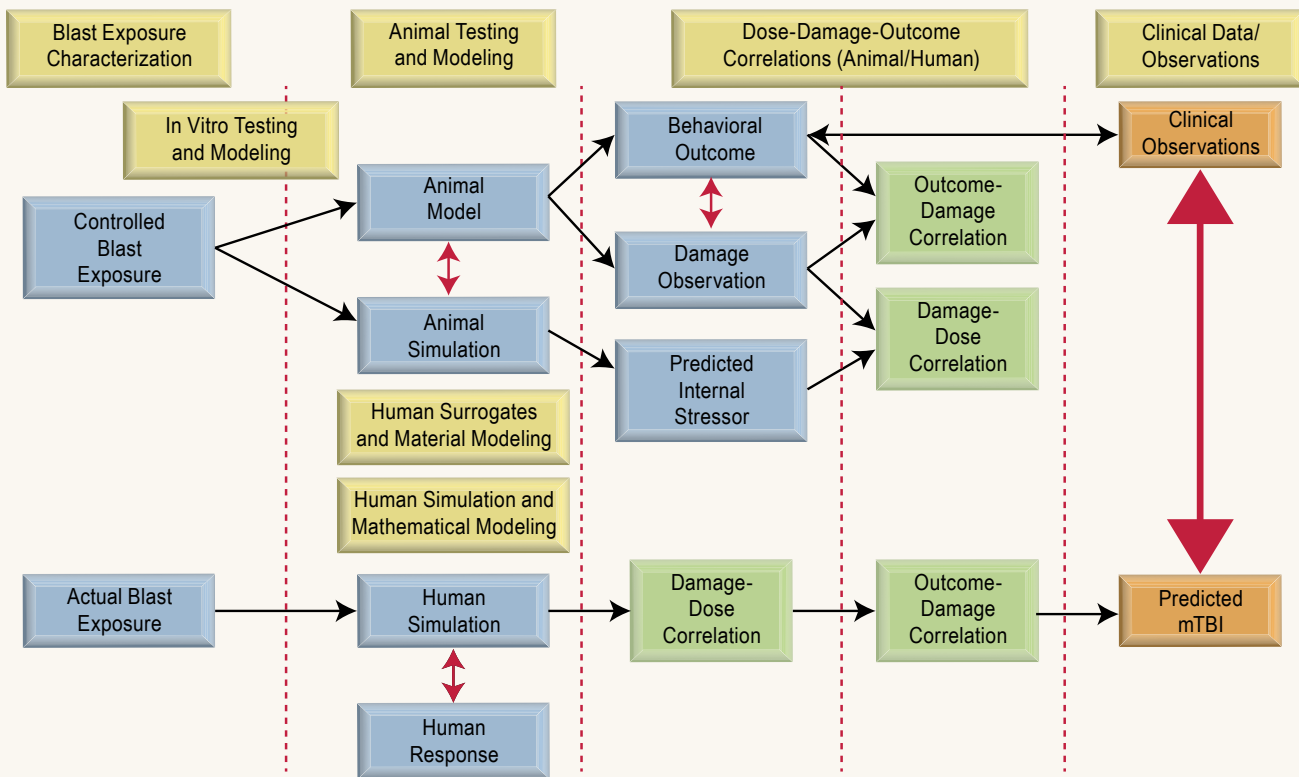 Blast Exposure
Characterization
Animal Testing
and Modeling
Dose-Damage-Outcome
Correlations (Animal/Human)
Clinical Data/
Observations
In Vitro Testing
and Modeling
Behavioral
Outcome
Clinical
Observations
Controlled
Blast
Exposure
Animal
Model
Outcome-
Damage
Correlation
Damage
Observation
Animal
Simulation
Damage-
Dose
Correlation
Predicted
Internal
Stressor
Human Surrogates
and Material Modeling
Human Simulation and
Mathematical Modeling
Actual Blast
Exposure
Human
Simulation
Damage-
Dose
Correlation
Outcome-
Damage
Correlation
Predicted
mTBI
Human
Response